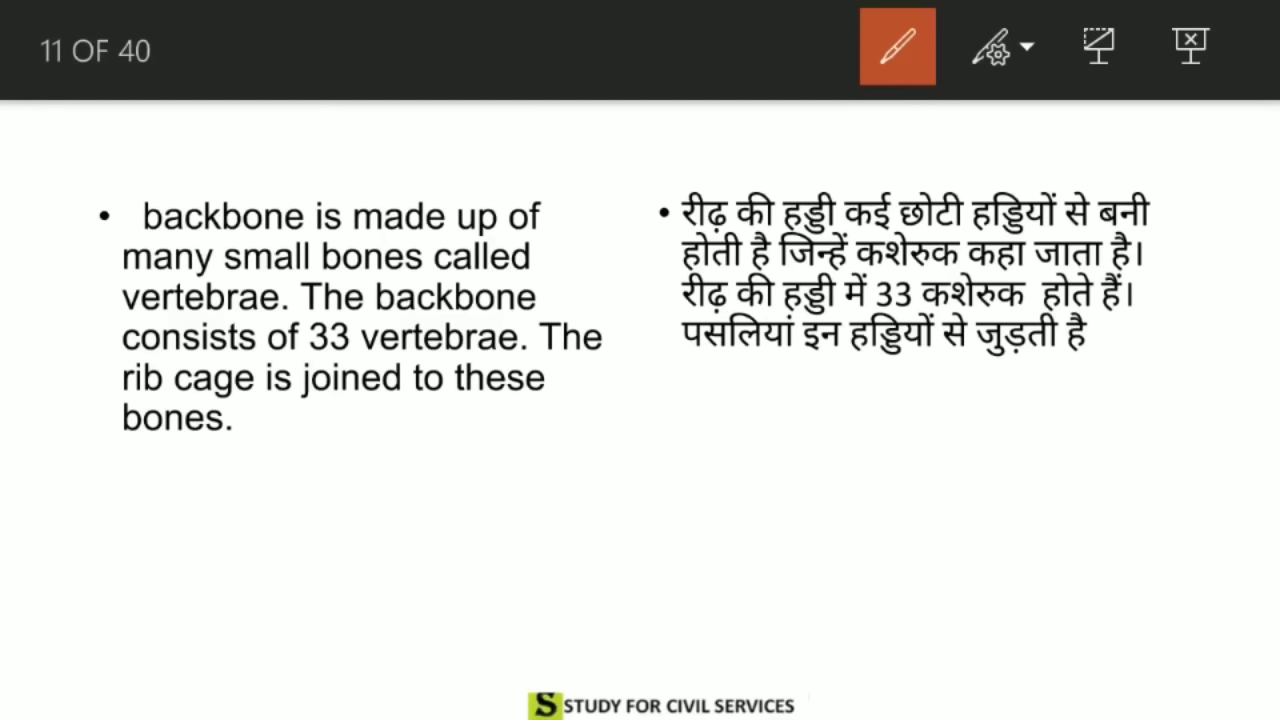 11 OF 40
• backbone is made up of
many small bones called
vertebrae. The backbone
consists of 33 vertebrae. The
rib cage is joined to these
bones.
• रीढ़ की हड्डी कई छोटी हड्डियों से बनी
होती है जिन्हें कशेरुक कहा जाता है।
रीढ़ की हड्डी में 33 कशेरुक होते हैं।
पसलियां इन हड्डियों से जुड़ती है
S STUDY FOR CIVIL SERVICES